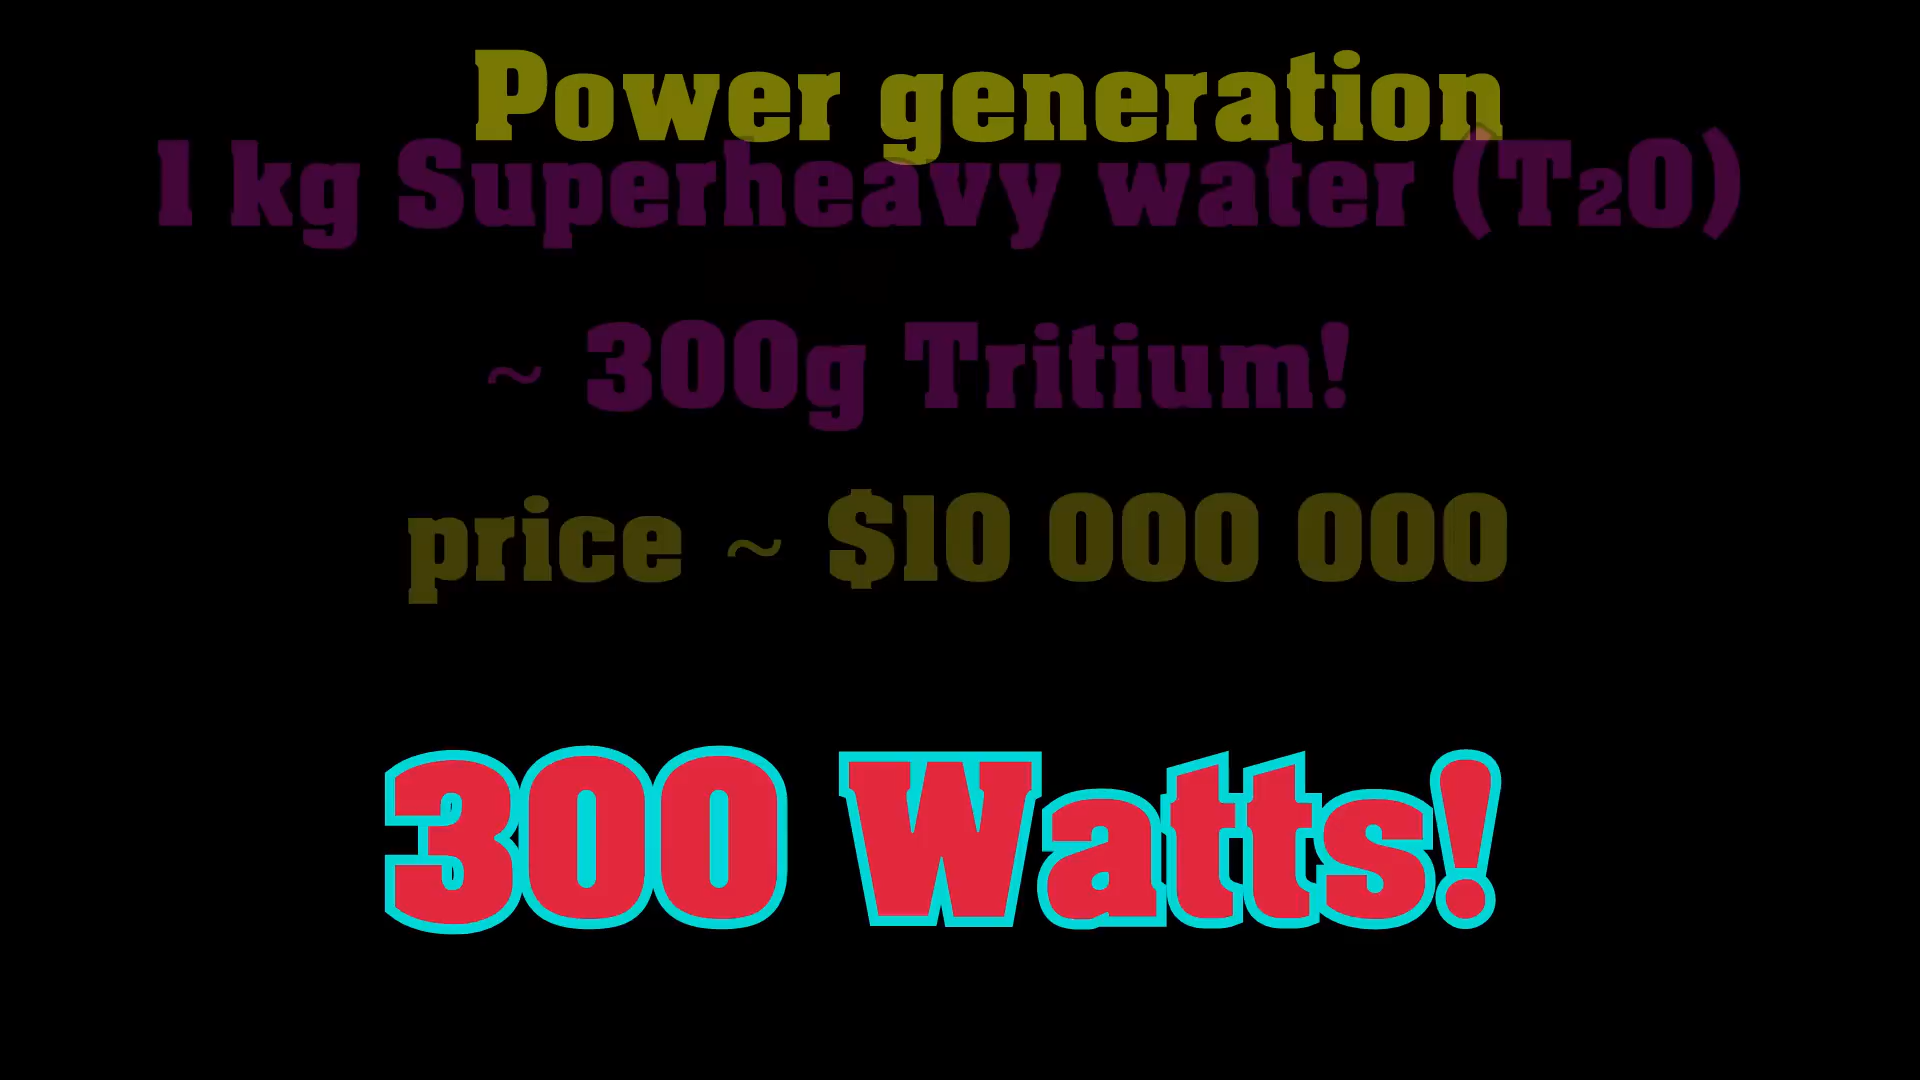 Power generation
1 kg Superheavy water (T2O)
~ 300g Tritium!
price ~ $10 000 000
300 Watts!